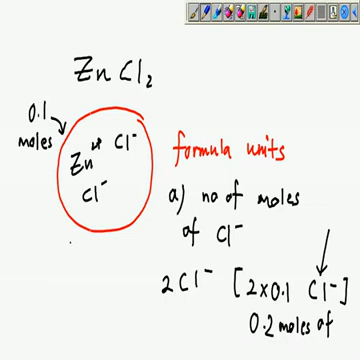 ZnCl₂
0.1
moles
Zn²⁺ Cl⁻
Cl⁻
formula units
a) no of moles
of Cl⁻
2Cl⁻ [2×0.1 Cl⁻]
0.2 moles of